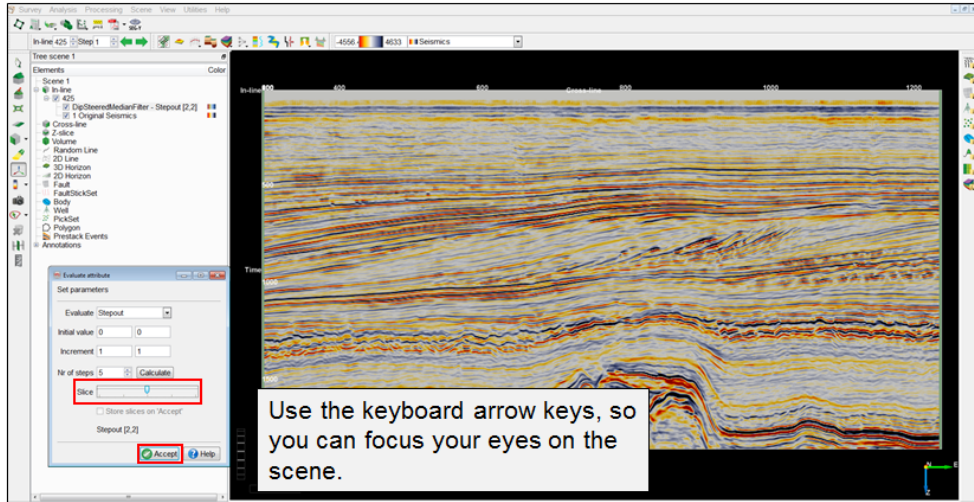 Survey Analysis Processing Scene View Utilities Help
In-line 425 Step 1 -4556 4633 Seismics
Tree scene 1
Elements Color
Scene 1
In-line
425
DipSteeredMedianFilter - Stepout [2,2]
1 Original Seismics
Cross-line
Z-slice
Volume
Random Line
2D Line
3D Horizon
2D Horizon
Fault
FaultStickSet
Body
Well
PickSet
Polygon
Prestack Events
Annotations
In-line 400 600 Cross-line 800 1000 1200
Time
1000
Evaluate attribute
Set parameters
Evaluate Stepout
Initial value 0 0
Increment 1 1
Nr of steps 5 Calculate
Slice
Store slices on 'Accept'
Stepout [2,2]
Accept Help
Use the keyboard arrow keys, so
you can focus your eyes on the
scene.
N E
Z